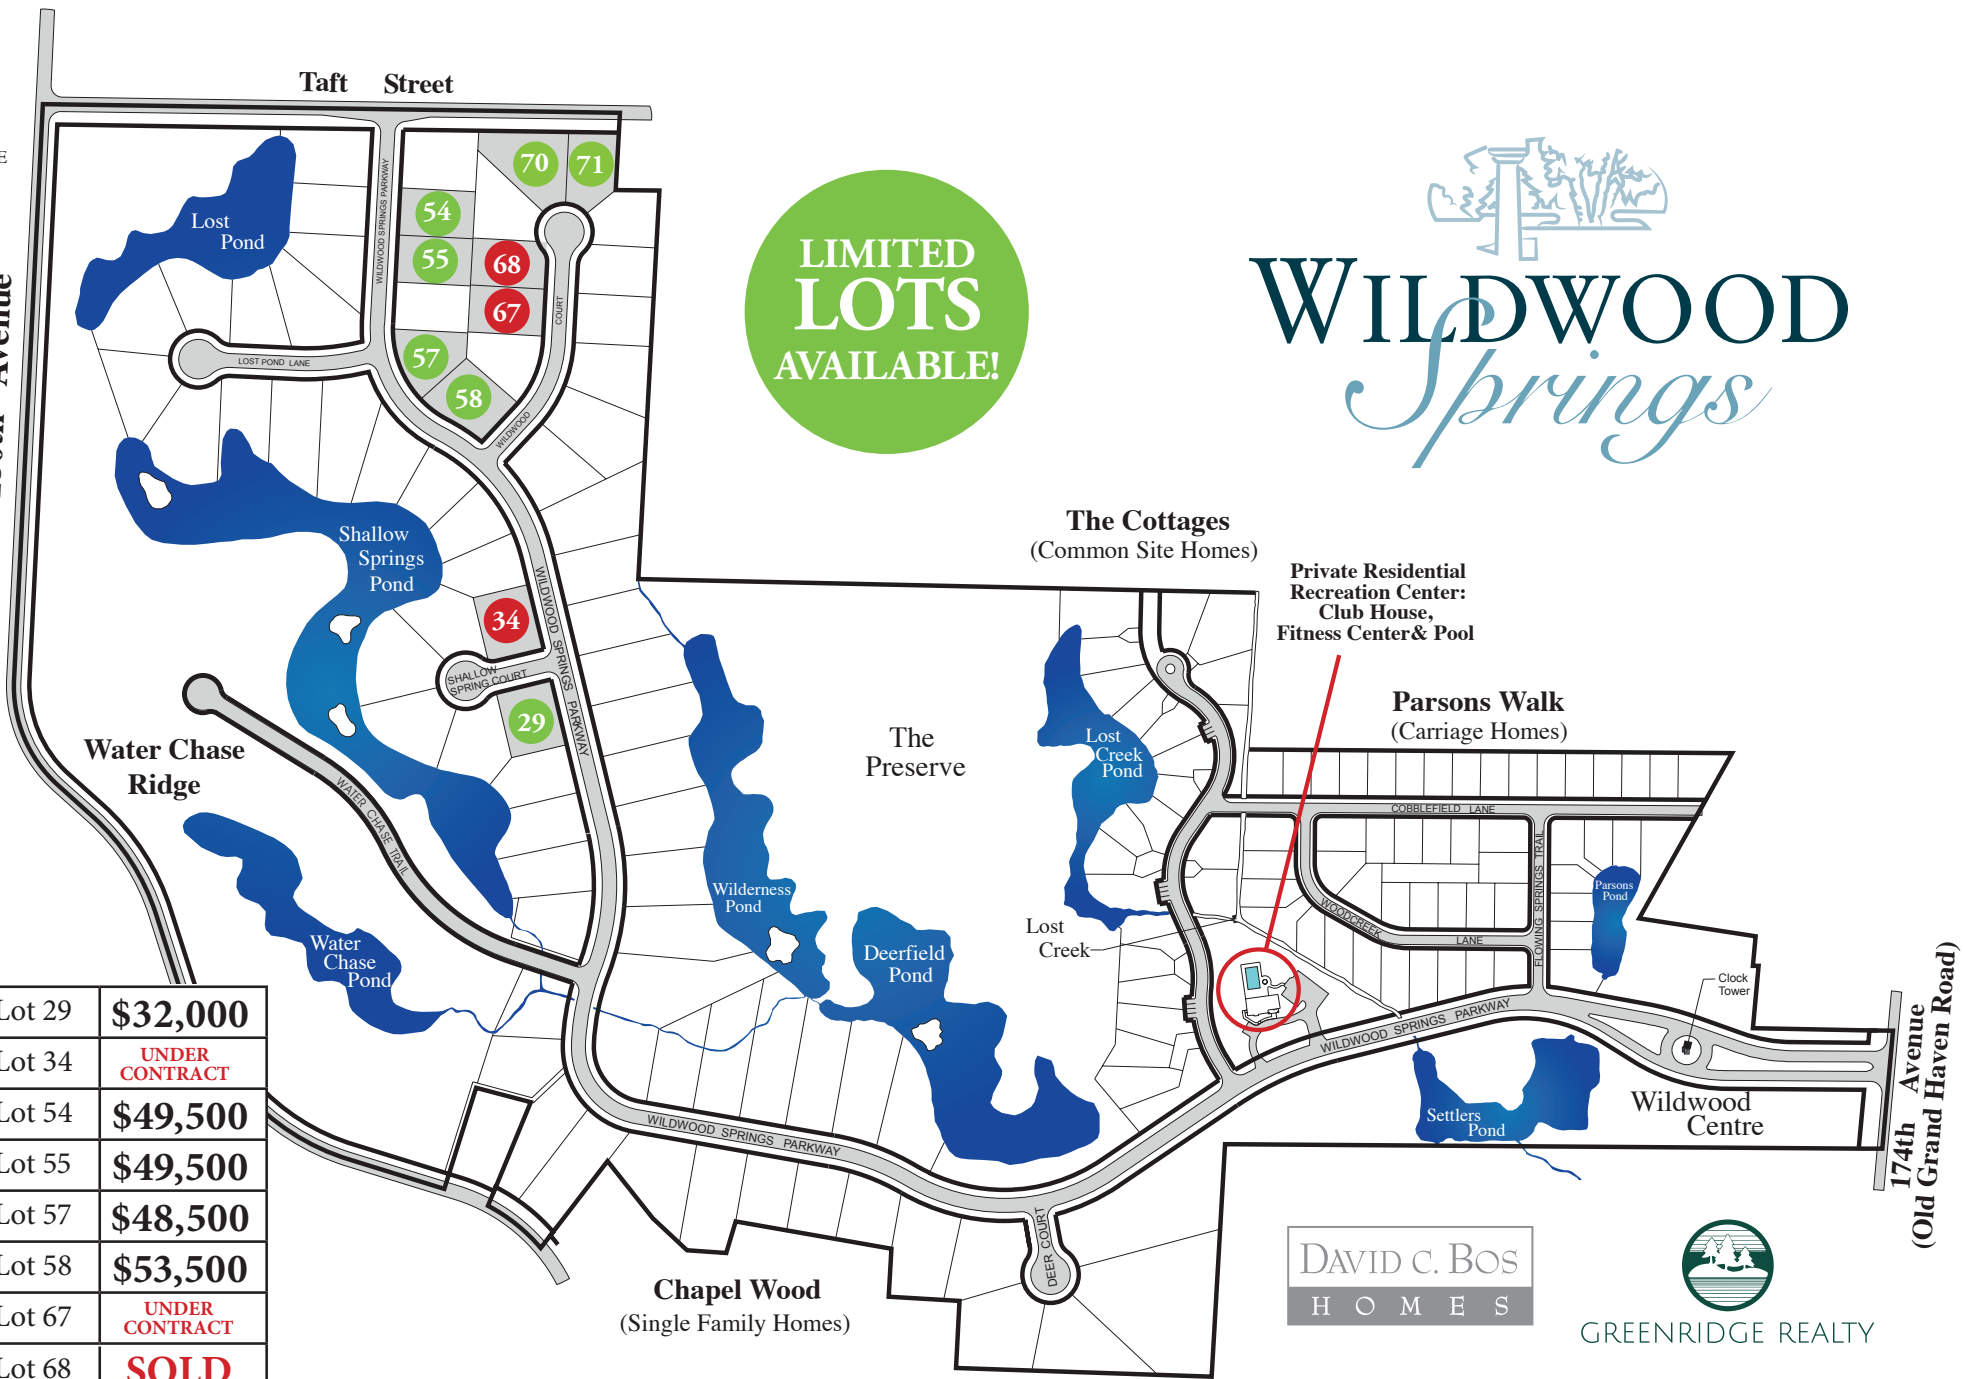 Taft Street
E
Avenue
WILDWOOD SPRINGS PARKWAY
70
71
54
55
68
67
57
58
COURT
WILDWOOD
Lost
Pond
LOST POND LANE
LIMITED
LOTS
AVAILABLE!
WILDWOOD
Springs
Shallow
Springs
Pond
34
SHALLOW
SPRING COURT
29
WILDWOOD SPRINGS PARKWAY
Water Chase
Ridge
WATER CHASE TRAIL
Water
Chase
Pond
The
Preserve
Wilderness
Pond
Deerfield
Pond
The Cottages
(Common Site Homes)
Private Residential
Recreation Center:
Club House,
Fitness Center& Pool
Lost
Creek
Pond
Lost
Creek
Parsons Walk
(Carriage Homes)
COBBLEFIELD LANE
WOODCREEK LANE
FLOWING SPRINGS TRAIL
Parsons
Pond
Clock
Tower
WILDWOOD SPRINGS PARKWAY
Settlers
Pond
Wildwood
Centre
174th Avenue
(Old Grand Haven Road)
WILDWOOD SPRINGS PARKWAY
DEER COURT
Chapel Wood
(Single Family Homes)
Lot 29 $32,000
Lot 34 UNDER
CONTRACT
Lot 54 $49,500
Lot 55 $49,500
Lot 57 $48,500
Lot 58 $53,500
Lot 67 UNDER
CONTRACT
Lot 68 SOLD
DAVID C. BOS
HOMES
GREENRIDGE REALTY